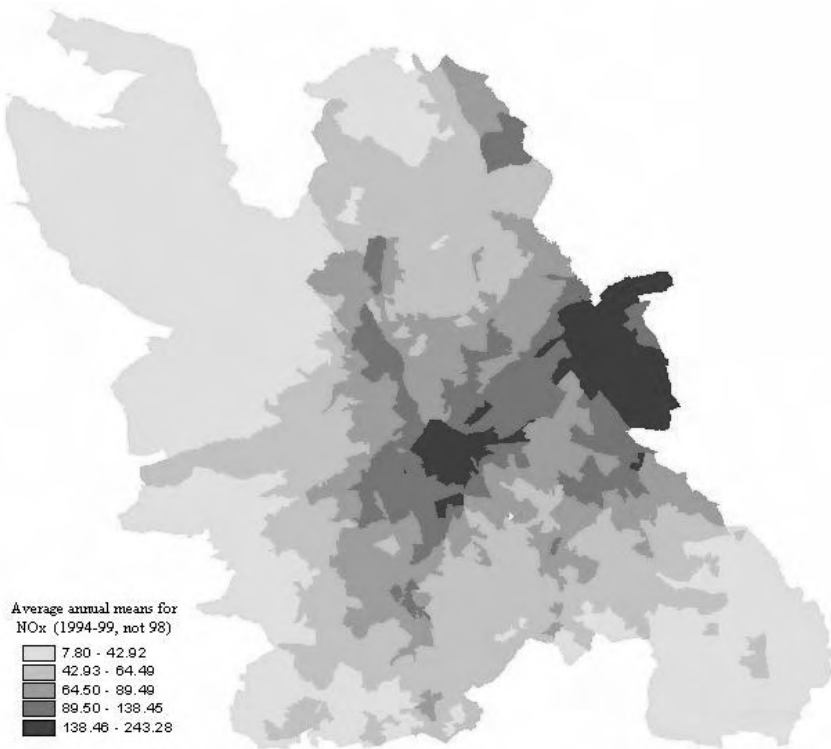 Average annual means for
NOx (1994-99, not 98)
7.80 - 42.92
42.93 - 64.49
64.50 - 89.49
89.50 - 138.45
138.46 - 243.28